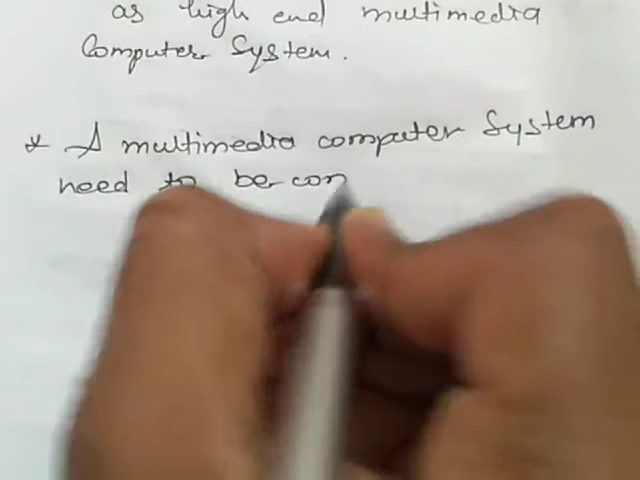 as high end multimedia
Computer System.
* A multimedia computer System
need to be con